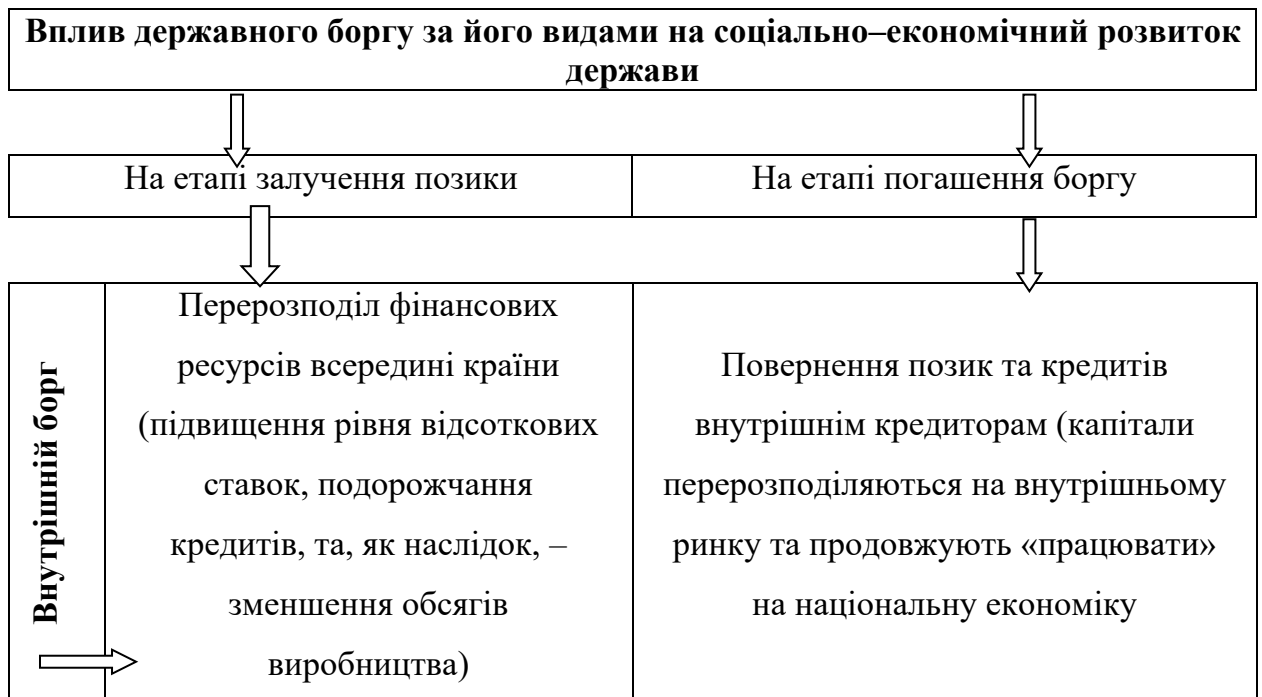 Вплив державного боргу за його видами на соціально–економічний розвиток
держави
На етапі залучення позики
На етапі погашення боргу
Внутрішній борг
Перерозподіл фінансових
ресурсів всередині країни
(підвищення рівня відсоткових
ставок, подорожчання
кредитів, та, як наслідок, –
зменшення обсягів
виробництва)
Повернення позик та кредитів
внутрішнім кредиторам (капітали
перерозподіляються на внутрішньому
ринку та продовжують «працювати»
на національну економіку